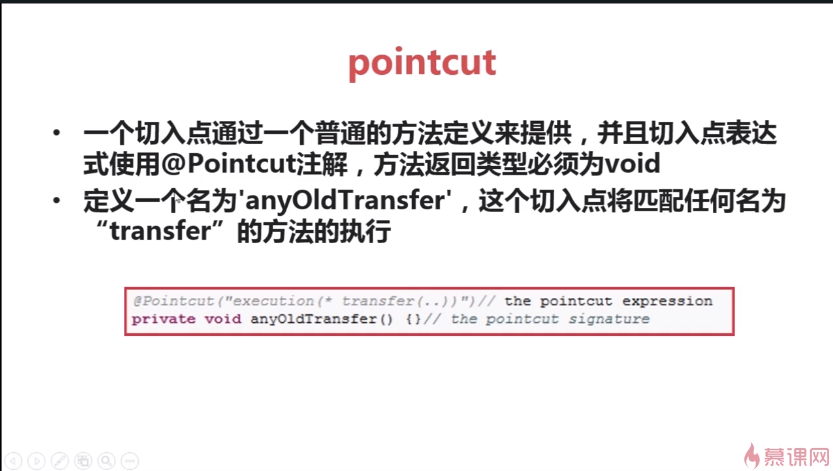 pointcut
• 一个切入点通过一个普通的方法定义来提供，并且切入点表达
式使用@Pointcut注解，方法返回类型必须为void
• 定义一个名为'anyOldTransfer'，这个切入点将匹配任何名为
“transfer”的方法的执行
@Pointcut("execution(* transfer(..))")// the pointcut expression
private void anyOldTransfer() {}// the pointcut signature
慕课网